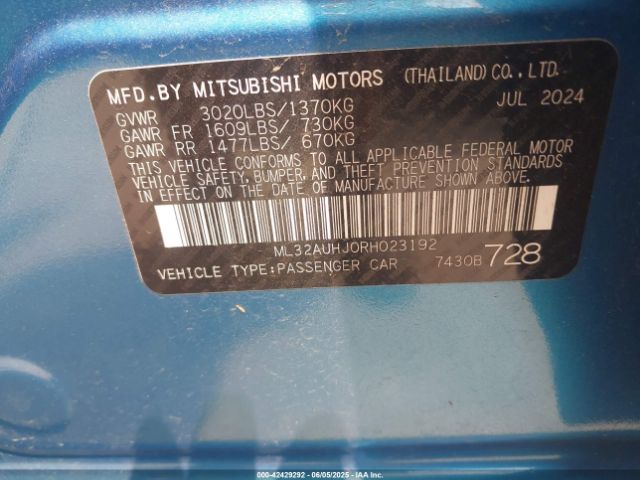 MFD.BY MITSUBISHI MOTORS (THAILAND)CO.,LTD.
GVWR 3020LBS/1370KG JUL 2024
GAWR FR 1609LBS/ 730KG
GAWR RR 1477LBS/ 670KG
THIS VEHICLE CONFORMS TO ALL APPLICABLE FEDERAL MOTOR
VEHICLE SAFETY, BUMPER, AND THEFT PREVENTION STANDARDS
IN EFFECT ON THE DATE OF MANUFACTURE SHOWN ABOVE.
ML32AUHJ0RH023192
VEHICLE TYPE:PASSENGER CAR 7430B 728
00-42429292 - 06/05/2025 - IAA Inc.